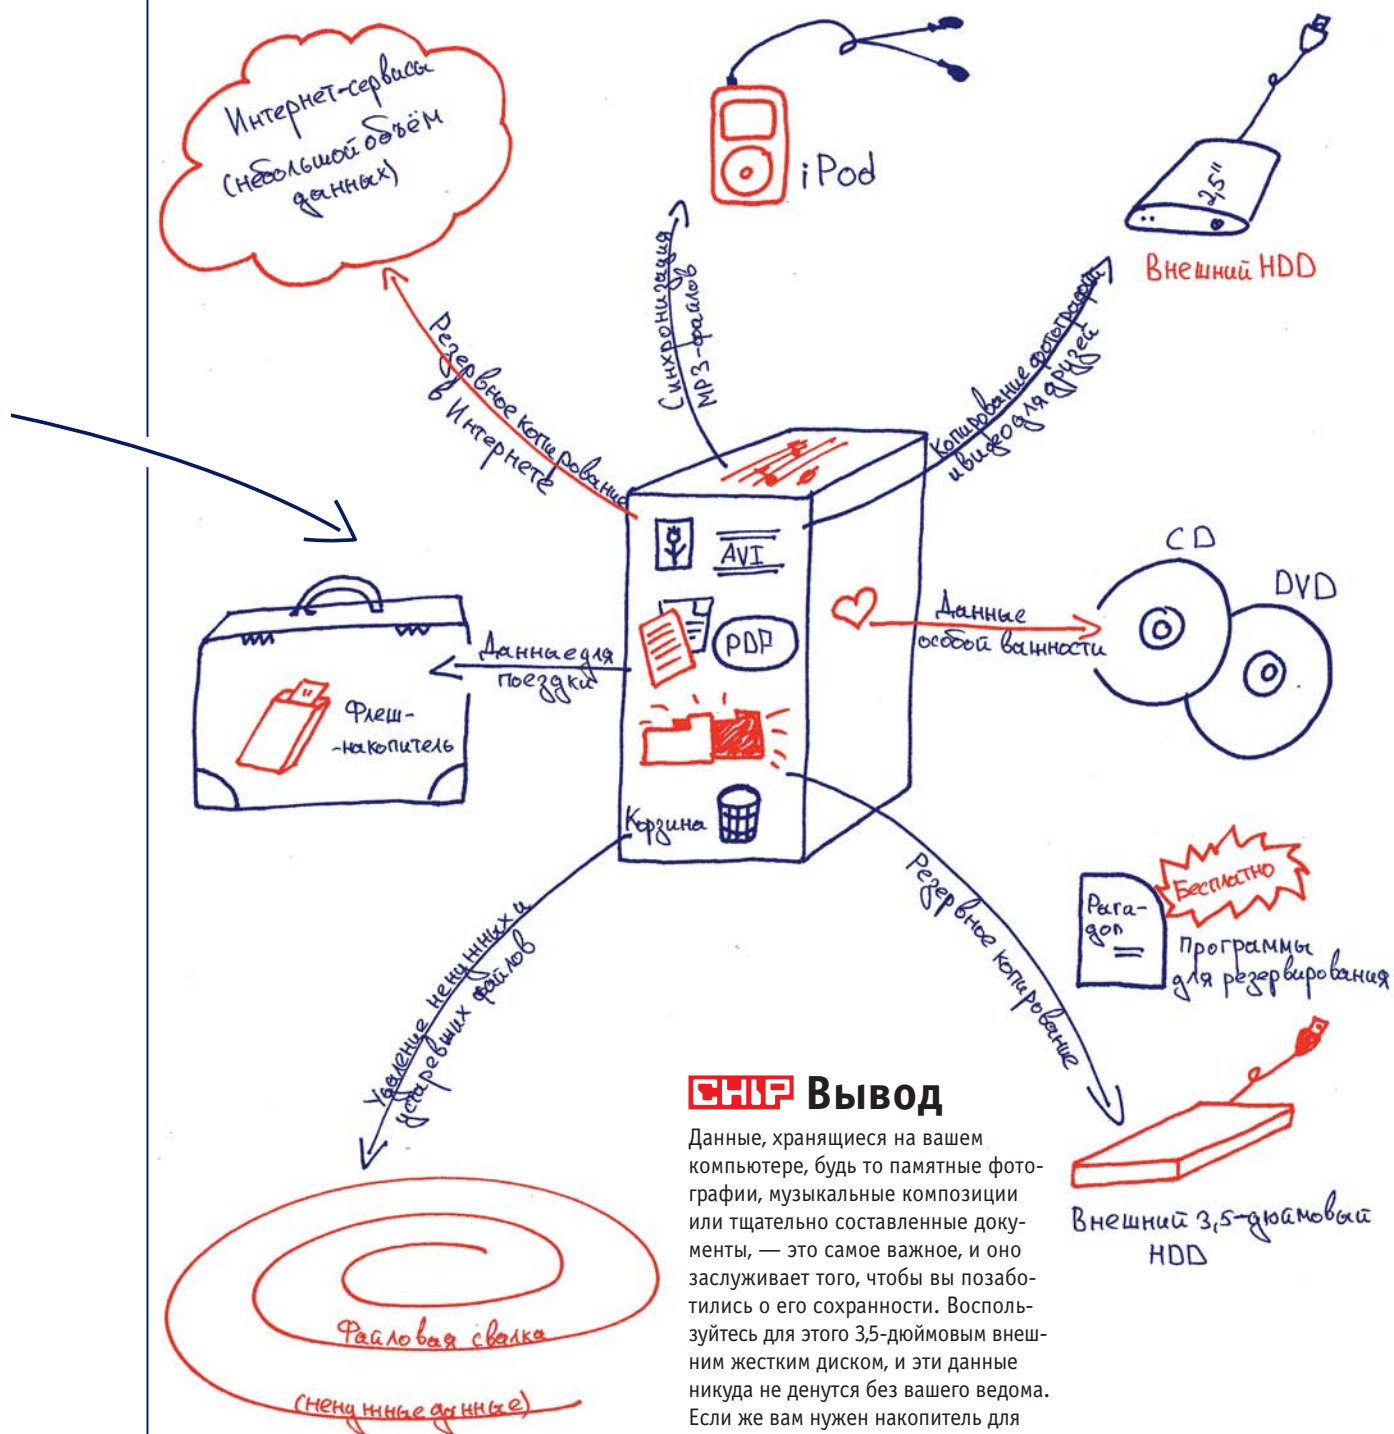 Интернет-сервисы
(небольшой объём
данных)
iPod
2,5"
Внешний HDD
Резервное копирование
в Интернете
Синхронизация
MP3-файлов
Копирование фотографий
и видео для друзей
AVI
PDF
Корзина
Данные для
поездки
Флеш-
-накопитель
Данные
особой важности
CD
DVD
Удаление ненужных и
устаревших файлов
Резервное копирование
Бесплатно
Para-
gon
Программы
для резервирования
Внешний 3,5-дюймовый
HDD
Файловая свалка
(ненужные данные)
CHIP Вывод
Данные, хранящиеся на вашем
компьютере, будь то памятные фото-
графии, музыкальные композиции
или тщательно составленные доку-
менты, — это самое важное, и оно
заслуживает того, чтобы вы позабо-
тились о его сохранности. Восполь-
зуйтесь для этого 3,5-дюймовым внеш-
ним жестким диском, и эти данные
никуда не денутся без вашего ведома.
Если же вам нужен накопитель для